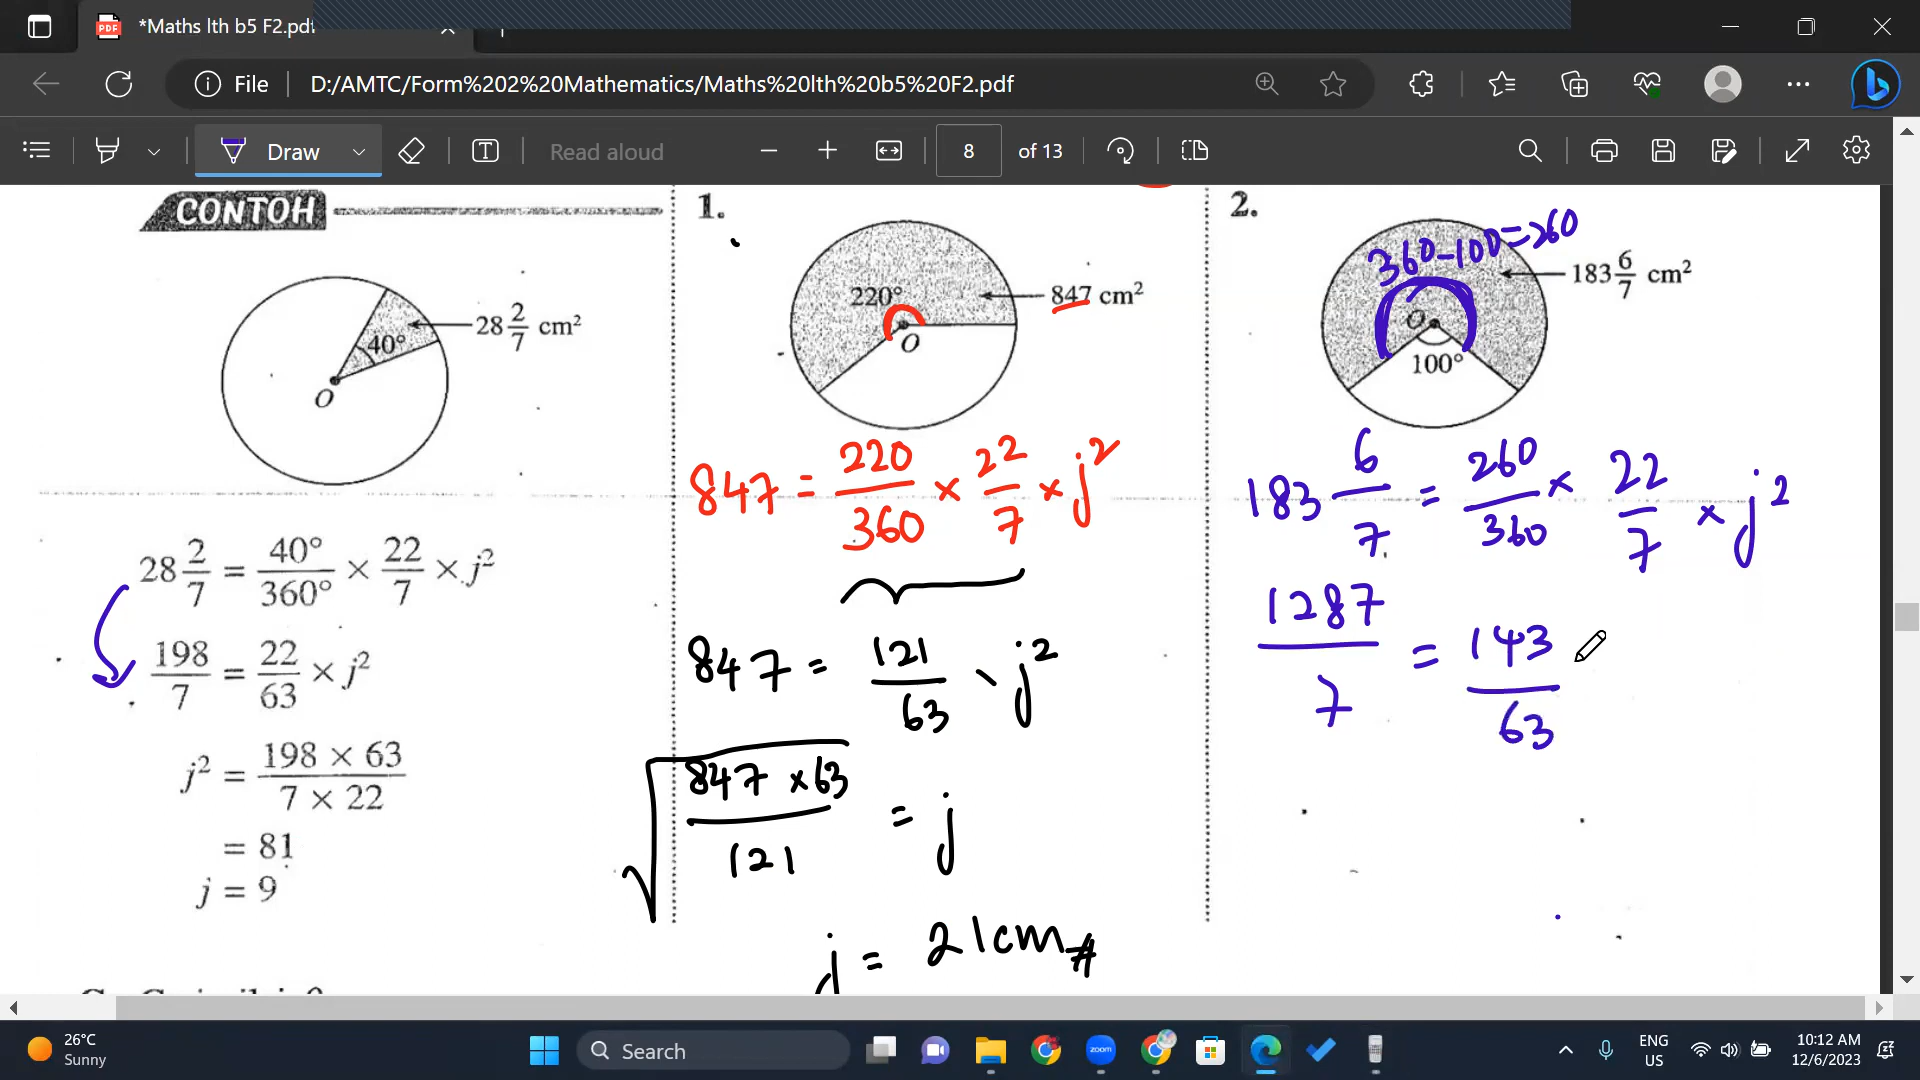 *Maths lth b5 F2.pdf
File
D:/AMTC/Form%202%20Mathematics/Maths%20lth%20b5%20F2.pdf
Draw
Read aloud
8 of 13
CONTOH
28 2/7 cm²
40°
O
28 2/7 = 40°/360° × 22/7 × j²
198/7 = 22/63 × j²
j² = 198 × 63 / 7 × 22
= 81
j = 9
1.
220°
847 cm²
O
847 = 220/360 × 22/7 × j²
847 = 121/63 × j²
√(847 × 63 / 121) = j
j = 21cm#
2.
360-100=260
183 6/7 cm²
O
100°
183 6/7 = 260/360 × 22/7 × j²
1287/7 = 143/63
26°C
Sunny
Search
zoom
ENG
US
10:12 AM
12/6/2023